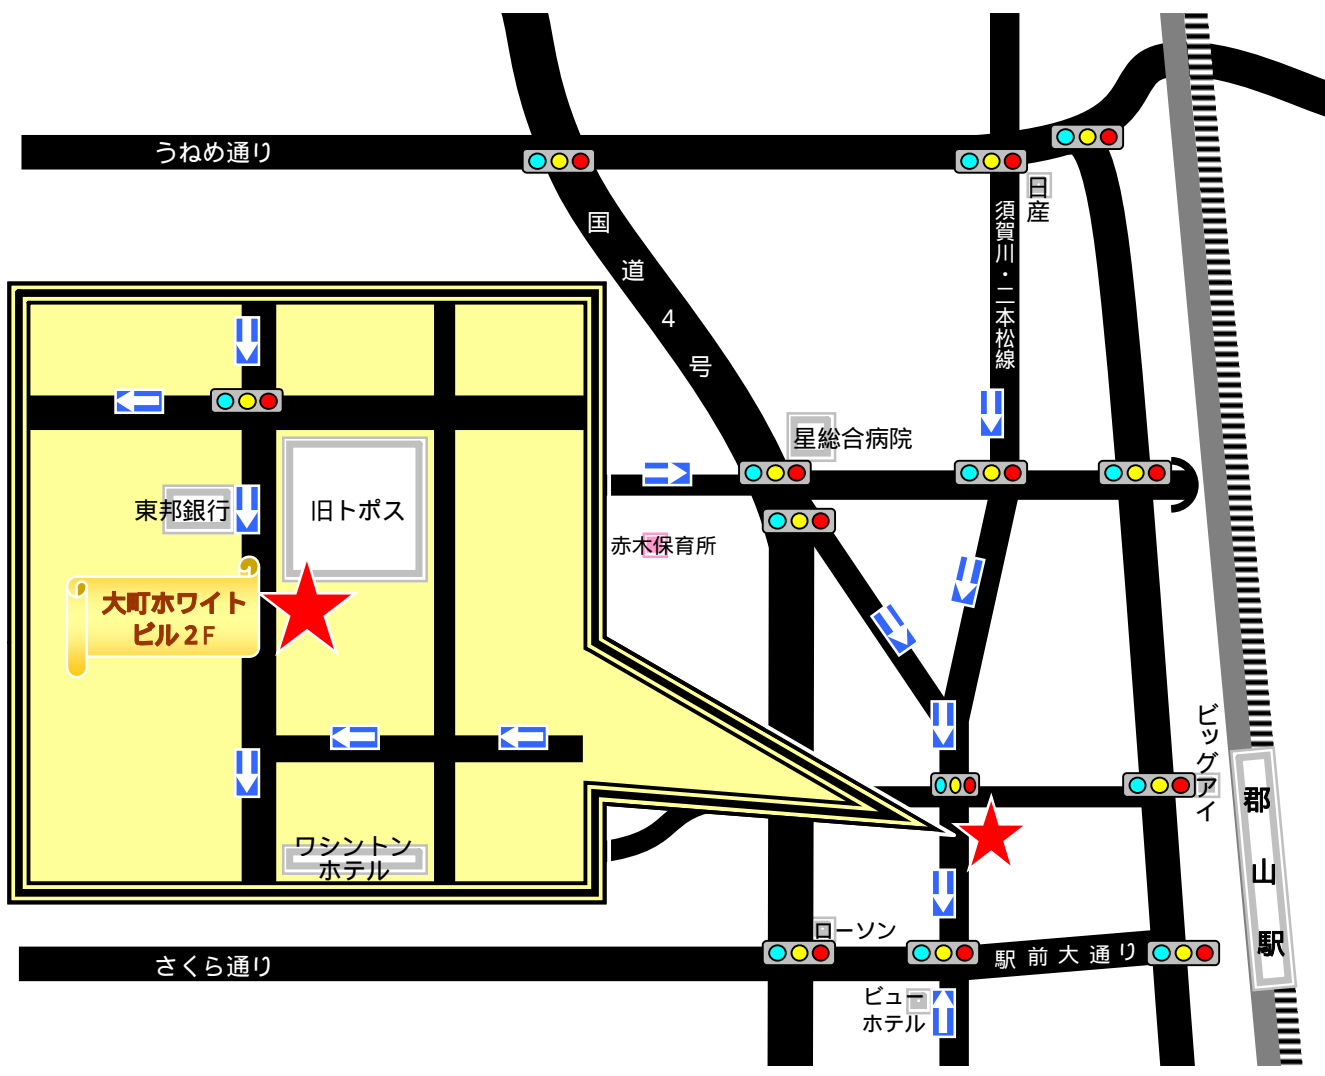 うねめ通り
国道4号
須賀川・二本松線
日産
星総合病院
赤木保育所
東邦銀行
旧トポス
大町ホワイト
ビル2F
ワシントン
ホテル
ビッグアイ
郡山駅
ローソン
さくら通り
駅前大通り
ビュー
ホテル